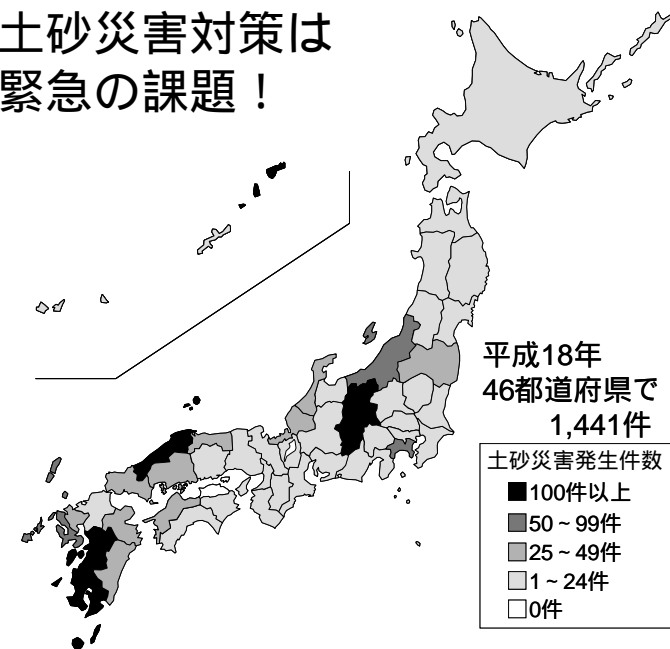 土砂災害対策は
緊急の課題！
平成18年
46都道府県で
1,441件
土砂災害発生件数
100件以上
50～99件
25～49件
1～24件
0件